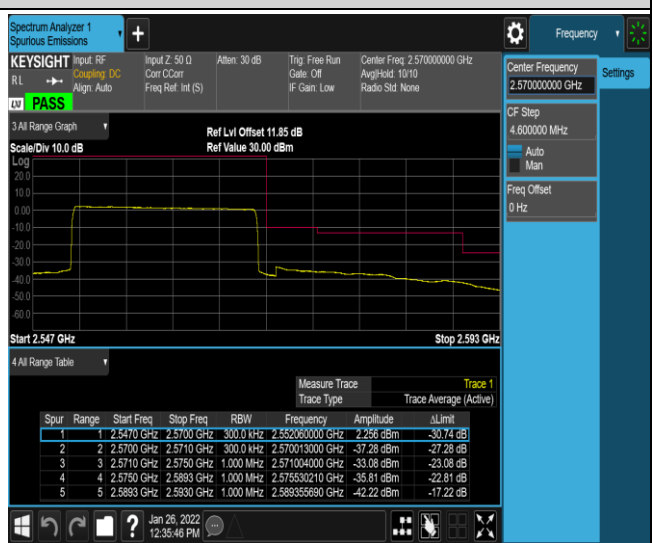 Spectrum Analyzer 1
Spurious Emissions
Frequency
KEYSIGHT
RL
Input: RF
Coupling: DC
Align: Auto
Input Z: 50 Ω
Corr CCorr
Freq Ref: Int (S)
Atten: 30 dB
Trig: Free Run
Gate: Off
IF Gain: Low
Center Freq: 2.570000000 GHz
Avg|Hold: 10/10
Radio Std: None
LXI
PASS
Center Frequency
2.570000000 GHz
Settings
CF Step
4.600000 MHz
Auto
Man
Freq Offset
0 Hz
3 All Range Graph
Scale/Div 10.0 dB
Ref Lvl Offset 11.85 dB
Ref Value 30.00 dBm
Log
20.0
10.0
0.00
-10.0
-20.0
-30.0
-40.0
-50.0
-60.0
Start 2.547 GHz
Stop 2.593 GHz
4 All Range Table
Measure Trace Trace 1
Trace Type Trace Average (Active)
Spur Range Start Freq Stop Freq RBW Frequency Amplitude ΔLimit
1 1 2.5470 GHz 2.5700 GHz 300.0 kHz 2.552060000 GHz 2.256 dBm -30.74 dB
2 2 2.5700 GHz 2.5710 GHz 300.0 kHz 2.570013000 GHz -37.28 dBm -27.28 dB
3 3 2.5710 GHz 2.5750 GHz 1.000 MHz 2.571004000 GHz -33.08 dBm -23.08 dB
4 4 2.5750 GHz 2.5893 GHz 1.000 MHz 2.575530210 GHz -35.81 dBm -22.81 dB
5 5 2.5893 GHz 2.5930 GHz 1.000 MHz 2.589355690 GHz -42.22 dBm -17.22 dB
?
Jan 26, 2022
12:35:46 PM